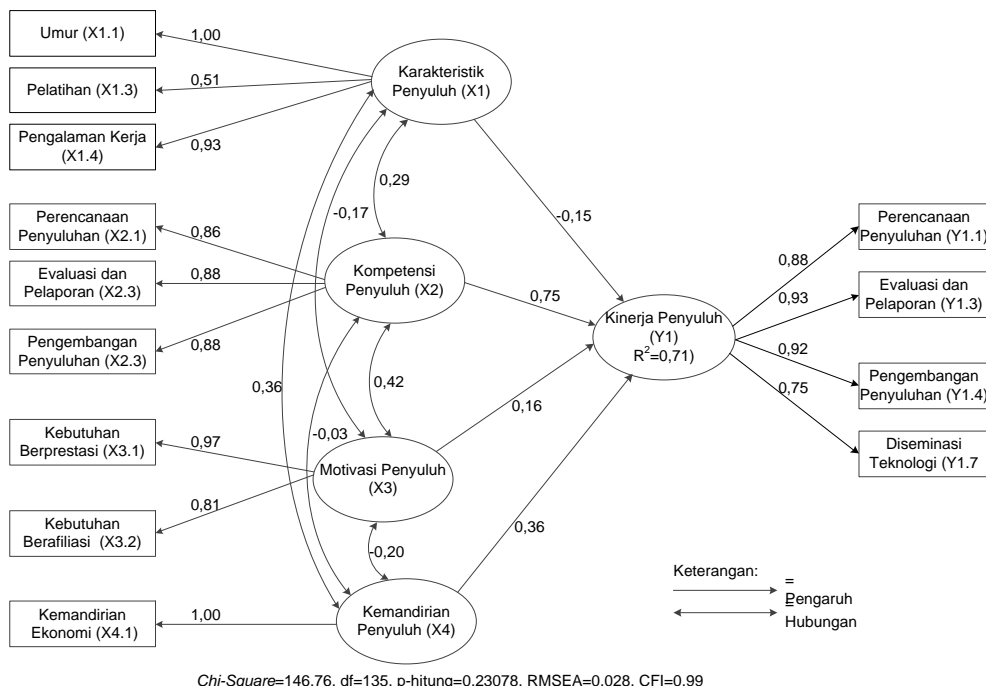 Umur (X1.1)
Pelatihan (X1.3)
Pengalaman Kerja
(X1.4)
Perencanaan
Penyuluhan (X2.1)
Evaluasi dan
Pelaporan (X2.3)
Pengembangan
Penyuluhan (X2.3)
Kebutuhan
Berprestasi (X3.1)
Kebutuhan
Berafiliasi (X3.2)
Kemandirian
Ekonomi (X4.1)
1,00
0,51
0,93
0,86
0,88
0,88
0,97
0,81
1,00
Karakteristik
Penyuluh (X1)
Kompetensi
Penyuluh (X2)
Motivasi Penyuluh
(X3)
Kemandirian
Penyuluh (X4)
0,29
-0,17
0,36
0,42
-0,03
-0,20
-0,15
0,75
0,16
0,36
Kinerja Penyuluh
(Y1)
R²=0,71)
0,88
0,93
0,92
0,75
Perencanaan
Penyuluhan (Y1.1)
Evaluasi dan
Pelaporan (Y1.3)
Pengembangan
Penyuluhan (Y1.4)
Diseminasi
Teknologi (Y1.7
Keterangan:
=
Pengaruh
=
Hubungan
Chi-Square=146.76, df=135, p-hitung=0.23078, RMSEA=0.028, CFI=0.99